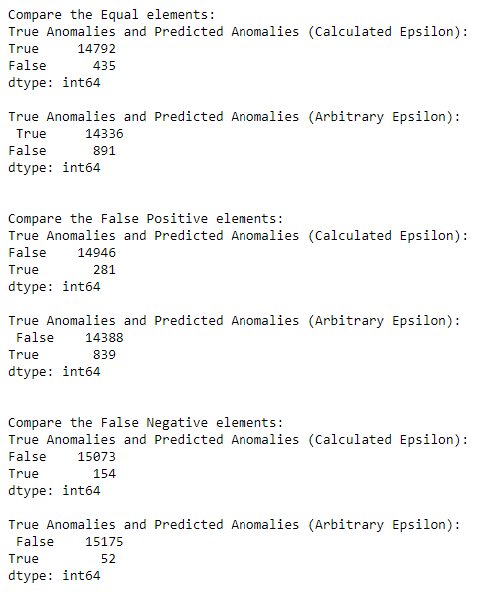 Compare the Equal elements:
True Anomalies and Predicted Anomalies (Calculated Epsilon):
True     14792
False      435
dtype: int64

True Anomalies and Predicted Anomalies (Arbitrary Epsilon):
 True     14336
False      891
dtype: int64


Compare the False Positive elements:
True Anomalies and Predicted Anomalies (Calculated Epsilon):
False    14946
True       281
dtype: int64

True Anomalies and Predicted Anomalies (Arbitrary Epsilon):
 False    14388
True       839
dtype: int64


Compare the False Negative elements:
True Anomalies and Predicted Anomalies (Calculated Epsilon):
False    15073
True       154
dtype: int64

True Anomalies and Predicted Anomalies (Arbitrary Epsilon):
 False    15175
True        52
dtype: int64